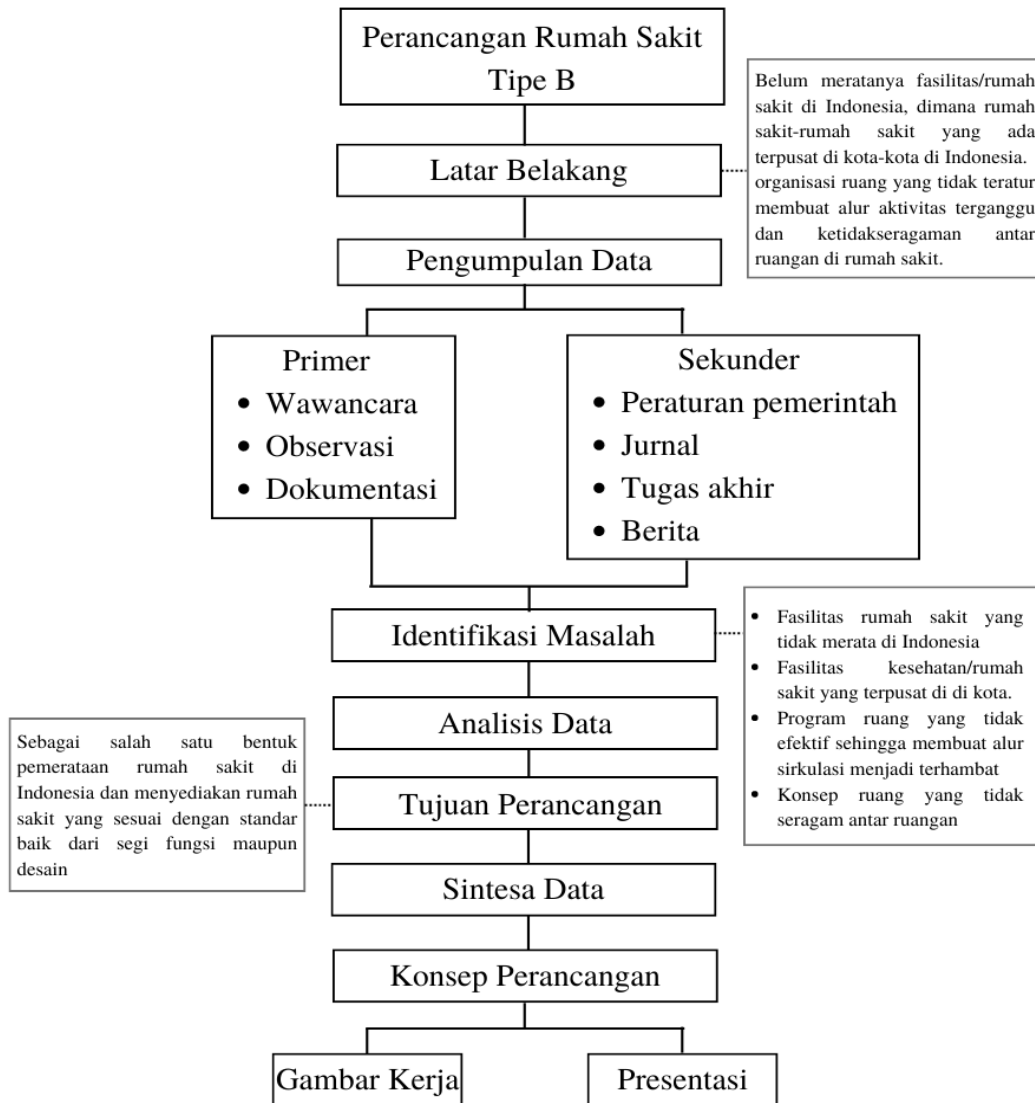 Perancangan Rumah Sakit
Tipe B
Belum meratanya fasilitas/rumah
sakit di Indonesia, dimana rumah
sakit-rumah sakit yang ada
terpusat di kota-kota di Indonesia.
organisasi ruang yang tidak teratur
membuat alur aktivitas terganggu
dan ketidakseragaman antar
ruangan di rumah sakit.
Latar Belakang
Pengumpulan Data
Primer
• Wawancara
• Observasi
• Dokumentasi
Sekunder
• Peraturan pemerintah
• Jurnal
• Tugas akhir
• Berita
Identifikasi Masalah
• Fasilitas rumah sakit yang
tidak merata di Indonesia
• Fasilitas kesehatan/rumah
sakit yang terpusat di di kota.
• Program ruang yang tidak
efektif sehingga membuat alur
sirkulasi menjadi terhambat
• Konsep ruang yang tidak
seragam antar ruangan
Analisis Data
Sebagai salah satu bentuk
pemerataan rumah sakit di
Indonesia dan menyediakan rumah
sakit yang sesuai dengan standar
baik dari segi fungsi maupun
desain
Tujuan Perancangan
Sintesa Data
Konsep Perancangan
Gambar Kerja
Presentasi